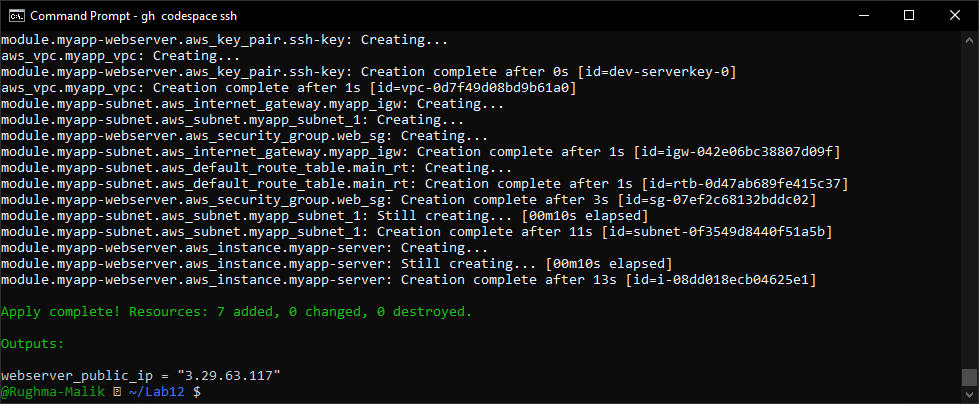 Command Prompt - gh  codespace ssh
module.myapp-webserver.aws_key_pair.ssh-key: Creating...
aws_vpc.myapp_vpc: Creating...
module.myapp-webserver.aws_key_pair.ssh-key: Creation complete after 0s [id=dev-serverkey-0]
aws_vpc.myapp_vpc: Creation complete after 1s [id=vpc-0d7f49d08bd9b61a0]
module.myapp-subnet.aws_internet_gateway.myapp_igw: Creating...
module.myapp-subnet.aws_subnet.myapp_subnet_1: Creating...
module.myapp-webserver.aws_security_group.web_sg: Creating...
module.myapp-subnet.aws_internet_gateway.myapp_igw: Creation complete after 1s [id=igw-042e06bc38807d09f]
module.myapp-subnet.aws_default_route_table.main_rt: Creating...
module.myapp-subnet.aws_default_route_table.main_rt: Creation complete after 1s [id=rtb-0d47ab689fe415c37]
module.myapp-webserver.aws_security_group.web_sg: Creation complete after 3s [id=sg-07ef2c68132bddc02]
module.myapp-subnet.aws_subnet.myapp_subnet_1: Still creating... [00m10s elapsed]
module.myapp-subnet.aws_subnet.myapp_subnet_1: Creation complete after 11s [id=subnet-0f3549d8440f51a5b]
module.myapp-webserver.aws_instance.myapp-server: Creating...
module.myapp-webserver.aws_instance.myapp-server: Still creating... [00m10s elapsed]
module.myapp-webserver.aws_instance.myapp-server: Creation complete after 13s [id=i-08dd018ecb04625e1]
Apply complete! Resources: 7 added, 0 changed, 0 destroyed.
Outputs:
webserver_public_ip = "3.29.63.117"
@Rughma-Malik ~/Lab12 $